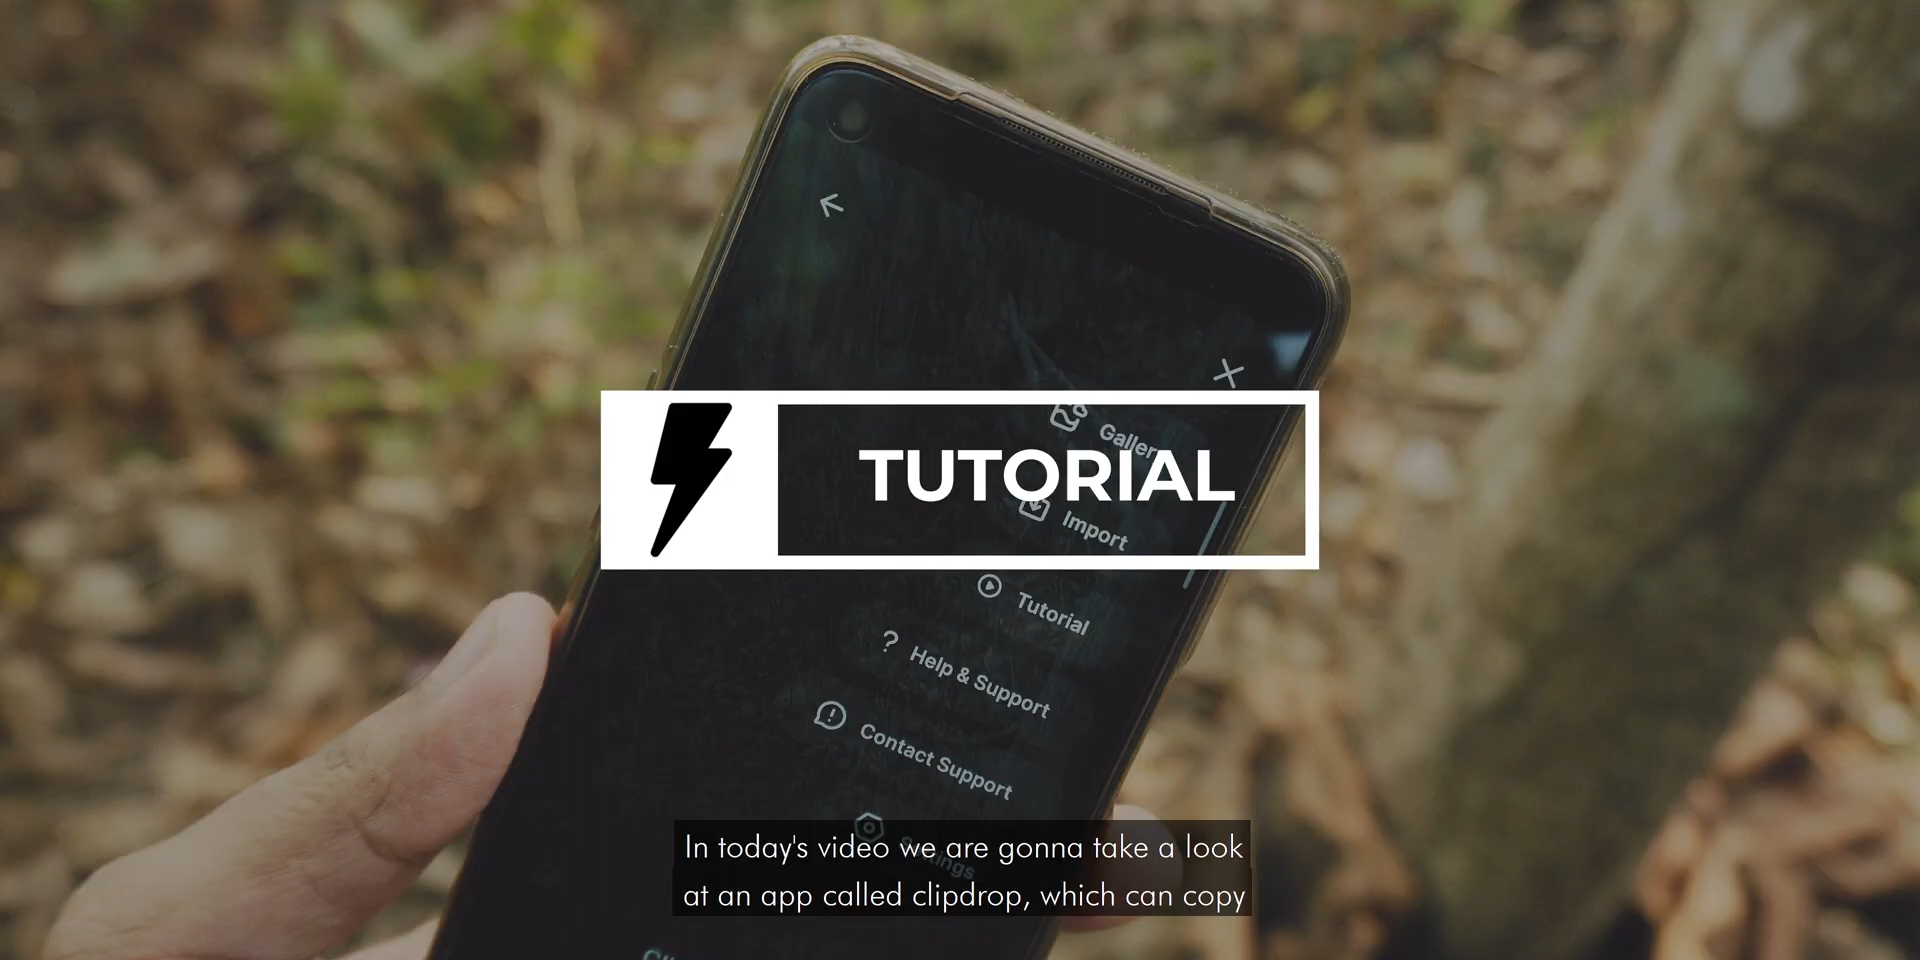 Gallery
TUTORIAL
Import
Tutorial
Help & Support
Contact Support
In today's video we are gonna take a look
at an app called clipdrop, which can copy